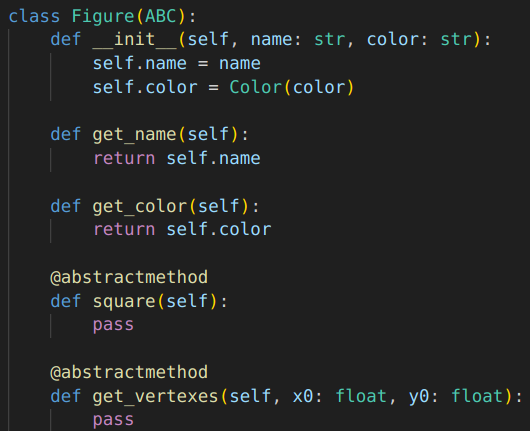 class Figure(ABC):
    def __init__(self, name: str, color: str):
        self.name = name
        self.color = Color(color)

    def get_name(self):
        return self.name

    def get_color(self):
        return self.color

    @abstractmethod
    def square(self):
        pass

    @abstractmethod
    def get_vertexes(self, x0: float, y0: float):
        pass